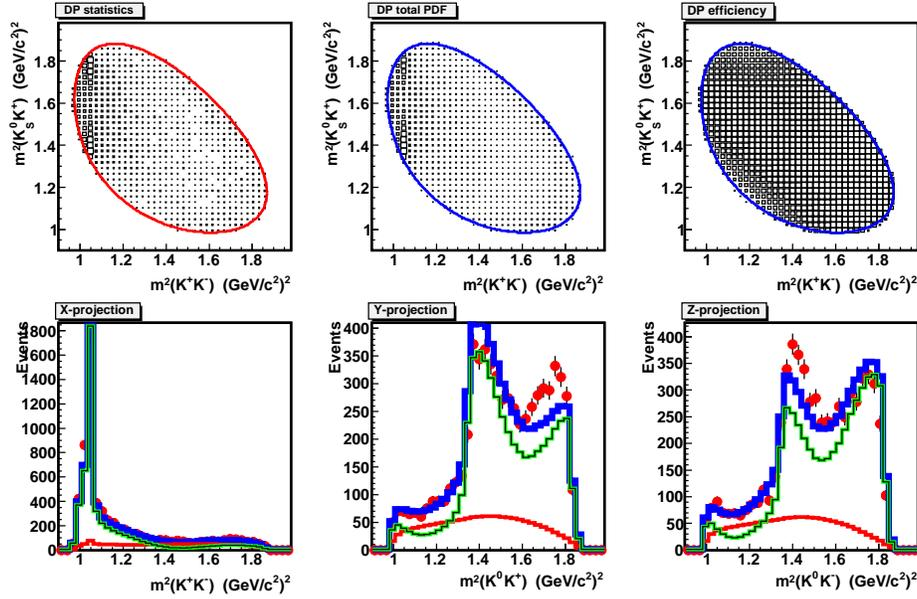 DP statistics
m²(K⁰sK⁺) (GeV/c²)²
1.8
1.6
1.4
1.2
1
1 1.2 1.4 1.6 1.8
m²(K⁺K⁻) (GeV/c²)²
DP total PDF
m²(K⁰sK⁺) (GeV/c²)²
1.8
1.6
1.4
1.2
1
1 1.2 1.4 1.6 1.8
m²(K⁺K⁻) (GeV/c²)²
DP efficiency
m²(K⁰sK⁺) (GeV/c²)²
1.8
1.6
1.4
1.2
1
1 1.2 1.4 1.6 1.8
m²(K⁺K⁻) (GeV/c²)²
X-projection
Events
1800
1600
1400
1200
1000
800
600
400
200
0
1 1.2 1.4 1.6 1.8
m²(K⁺K⁻) (GeV/c²)²
Y-projection
Events
400
350
300
250
200
150
100
50
0
1 1.2 1.4 1.6 1.8
m²(K⁰K⁺) (GeV/c²)²
Z-projection
Events
400
350
300
250
200
150
100
50
0
1 1.2 1.4 1.6 1.8
m²(K⁰K⁻) (GeV/c²)²